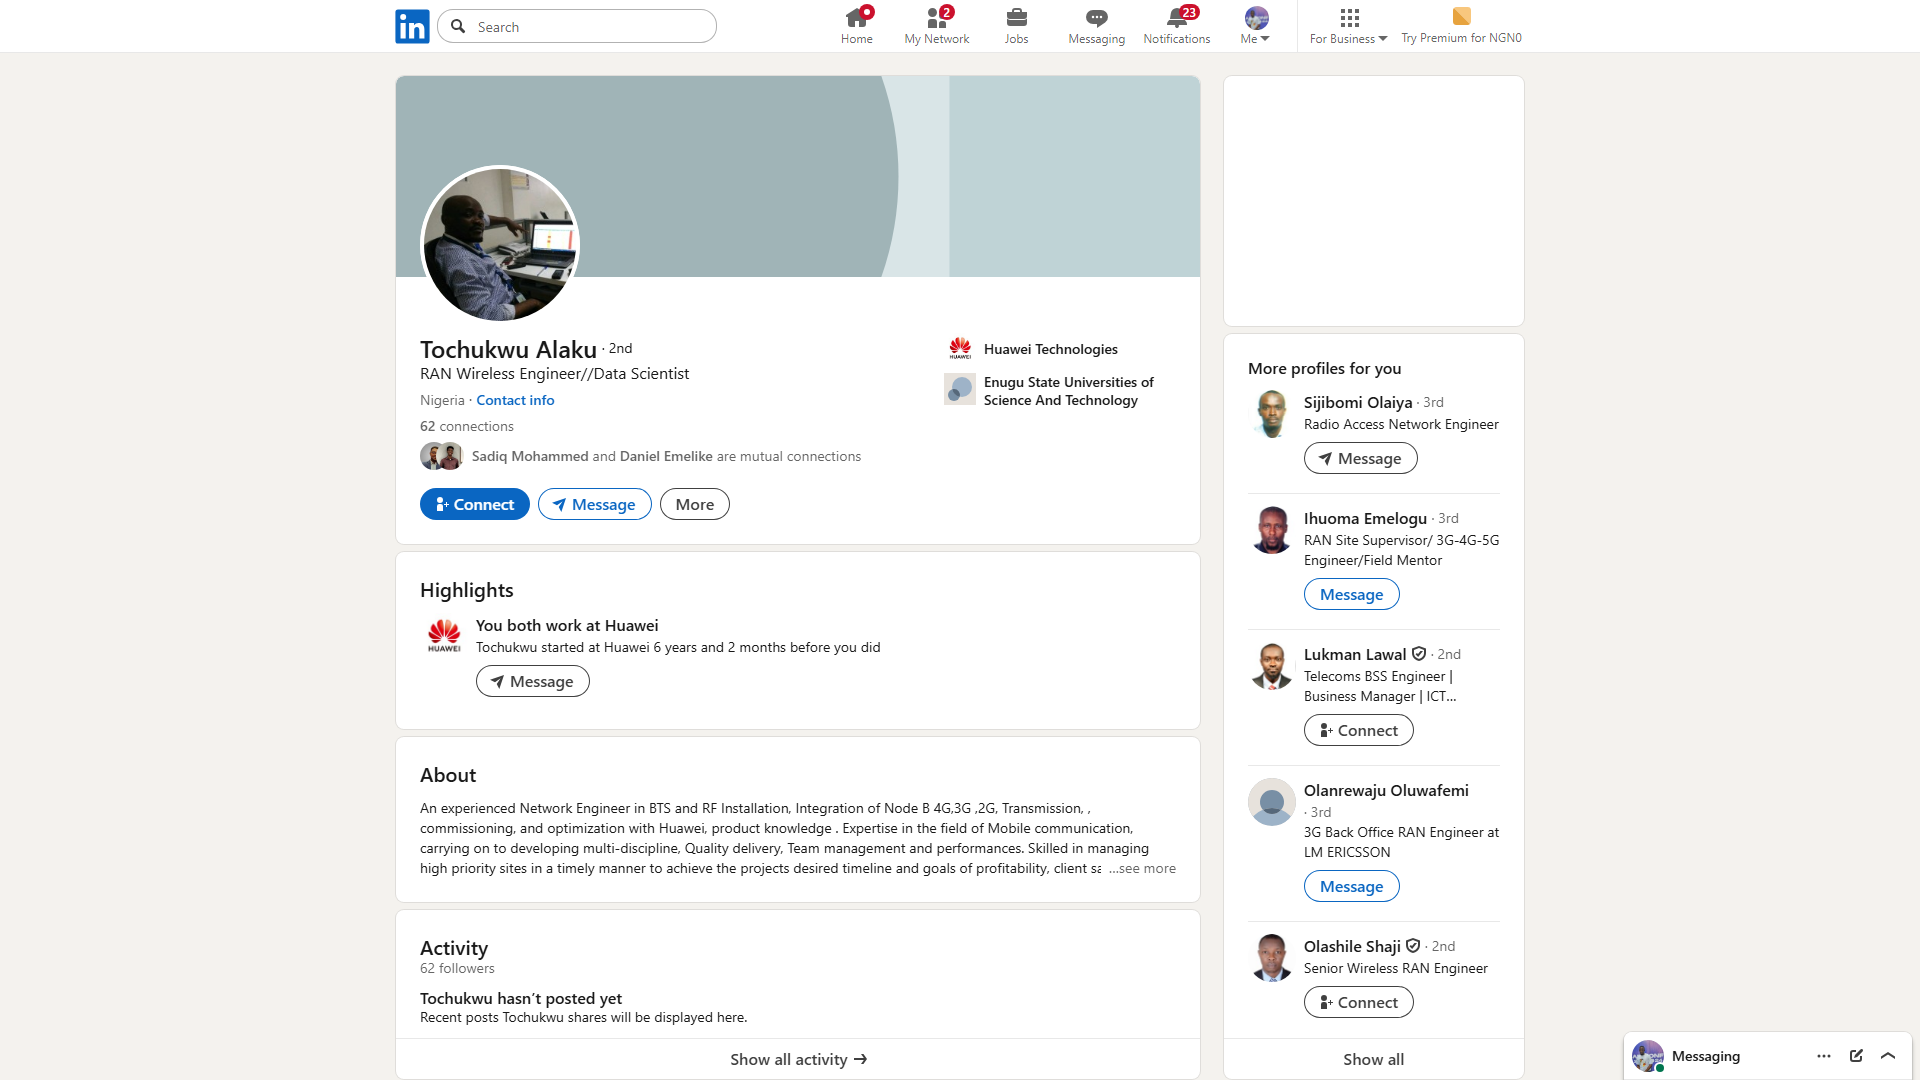 Search
Home
2
My Network
Jobs
Messaging
23
Notifications
Me
For Business
Try Premium for NGN0
Tochukwu Alaku · 2nd
RAN Wireless Engineer//Data Scientist
Nigeria · Contact info
62 connections
Sadiq Mohammed and Daniel Emelike are mutual connections
Connect
Message
More
HUAWEI
Huawei Technologies
Enugu State Universities of
Science And Technology
Highlights
HUAWEI
You both work at Huawei
Tochukwu started at Huawei 6 years and 2 months before you did
Message
About
An experienced Network Engineer in BTS and RF Installation, Integration of Node B 4G,3G ,2G, Transmission, ,
commissioning, and optimization with Huawei, product knowledge . Expertise in the field of Mobile communication,
carrying on to developing multi-discipline, Quality delivery, Team management and performances. Skilled in managing
high priority sites in a timely manner to achieve the projects desired timeline and goals of profitability, client sa ...see more
Activity
62 followers
Tochukwu hasn’t posted yet
Recent posts Tochukwu shares will be displayed here.
Show all activity →
More profiles for you
Sijibomi Olaiya · 3rd
Radio Access Network Engineer
Message
Ihuoma Emelogu · 3rd
RAN Site Supervisor/ 3G-4G-5G
Engineer/Field Mentor
Message
Lukman Lawal · 2nd
Telecoms BSS Engineer |
Business Manager | ICT...
Connect
Olanrewaju Oluwafemi
· 3rd
3G Back Office RAN Engineer at
LM ERICSSON
Message
Olashile Shaji · 2nd
Senior Wireless RAN Engineer
Connect
Show all
Messaging